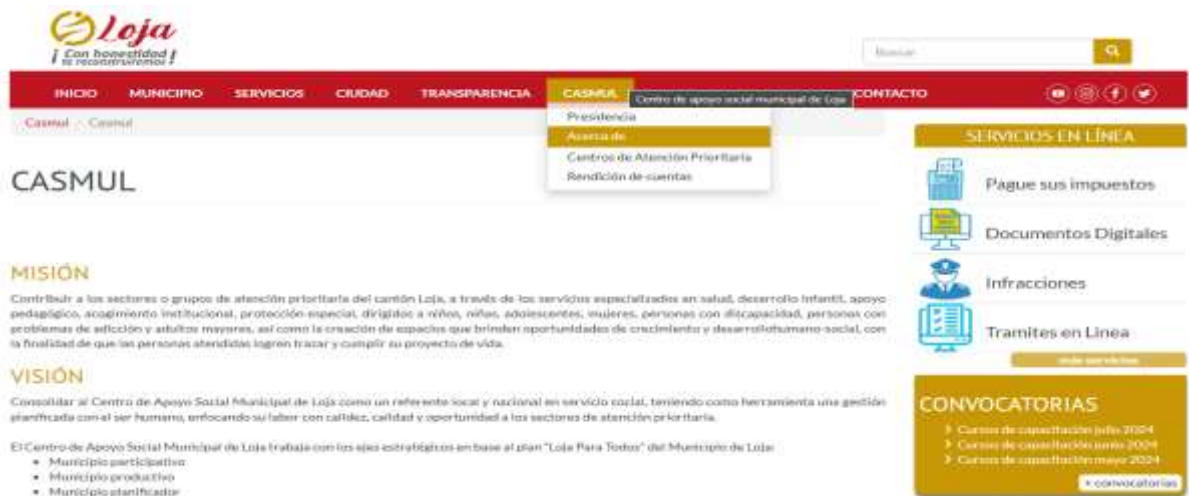 Loja
¡ Con honestidad
te reconstruiremos !
Buscar
INICIO MUNICIPIO SERVICIOS CIUDAD TRANSPARENCIA CASMUL CONTACTO
Centro de apoyo social municipal de Loja
Casmul / Casmul
Presidencia
Acerca de
Centros de Atención Prioritaria
Rendición de cuentas
CASMUL
MISIÓN
Contribuir a los sectores o grupos de atención prioritaria del cantón Loja, a través de los servicios especializados en salud, desarrollo infantil, apoyo
pedagógico, acogimiento institucional, protección especial, dirigidos a niños, niñas, adolescentes, mujeres, personas con discapacidad, personas con
problemas de adicción y adultos mayores, así como la creación de espacios que brinden oportunidades de crecimiento y desarrollohumano-social, con
la finalidad de que las personas atendidas logren trazar y cumplir su proyecto de vida.
VISIÓN
Consolidar al Centro de Apoyo Social Municipal de Loja como un referente local y nacional en servicio social, teniendo como herramienta una gestión
planificada con el ser humano, enfocando su labor con calidez, calidad y oportunidad a los sectores de atención prioritaria.
El Centro de Apoyo Social Municipal de Loja trabaja con los ejes estratégicos en base al plan "Loja Para Todos" del Municipio de Loja:
• Municipio participativo
• Municipio productivo
• Municipio planificador
SERVICIOS EN LÍNEA
Pague sus impuestos
Documentos Digitales
Infracciones
Tramites en Linea
más servicios
CONVOCATORIAS
Cursos de capacitación julio 2024
Cursos de capacitación junio 2024
Cursos de capacitación mayo 2024
+ convocatorias